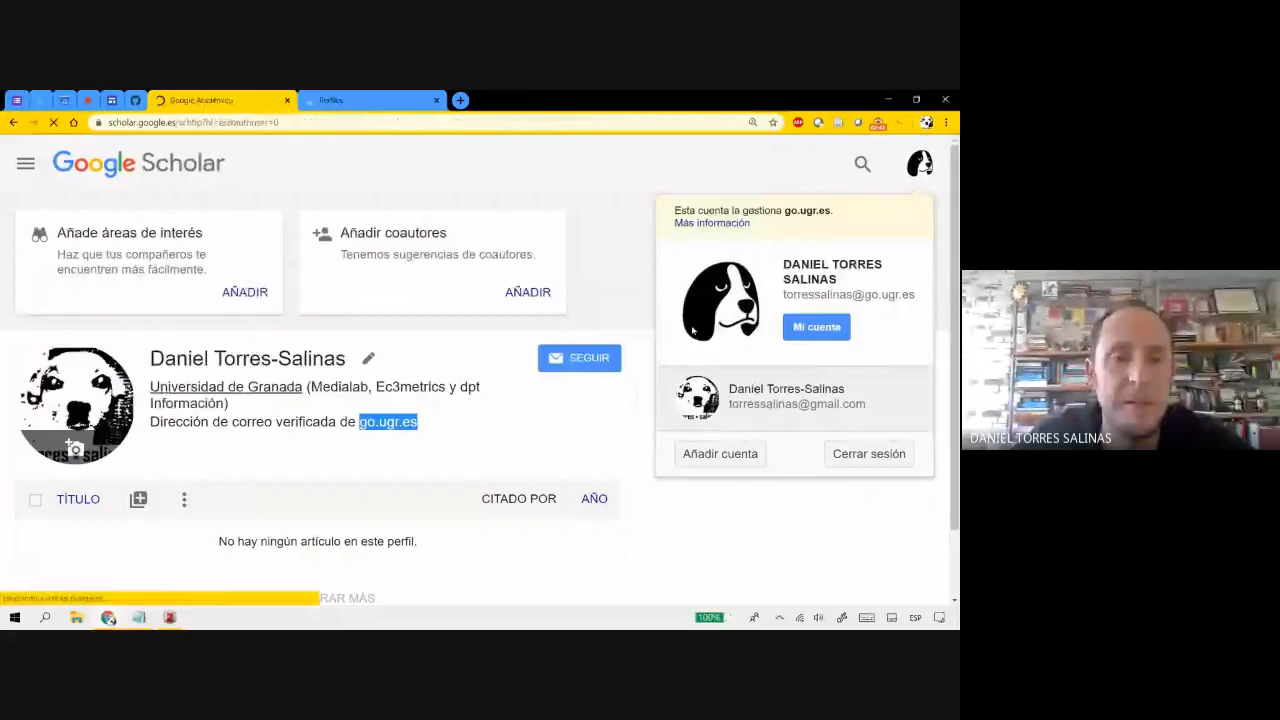 Google Académico
Perfiles
Google Scholar
Añade áreas de interés
Haz que tus compañeros te
encuentren más fácilmente.
AÑADIR
Añadir coautores
Tenemos sugerencias de coautores.
AÑADIR
Esta cuenta la gestiona go.ugr.es.
Más información
DANIEL TORRES
SALINAS
torressalinas@go.ugr.es
Mi cuenta
Daniel Torres-Salinas
torressalinas@gmail.com
Añadir cuenta
Cerrar sesión
Daniel Torres-Salinas
SEGUIR
Universidad de Granada (Medialab, Ec3metrics y dpt
Información)
Dirección de correo verificada de go.ugr.es
TÍTULO
CITADO POR
AÑO
No hay ningún artículo en este perfil.
RAR MÁS
100%
ESP
DANIEL TORRES SALINAS